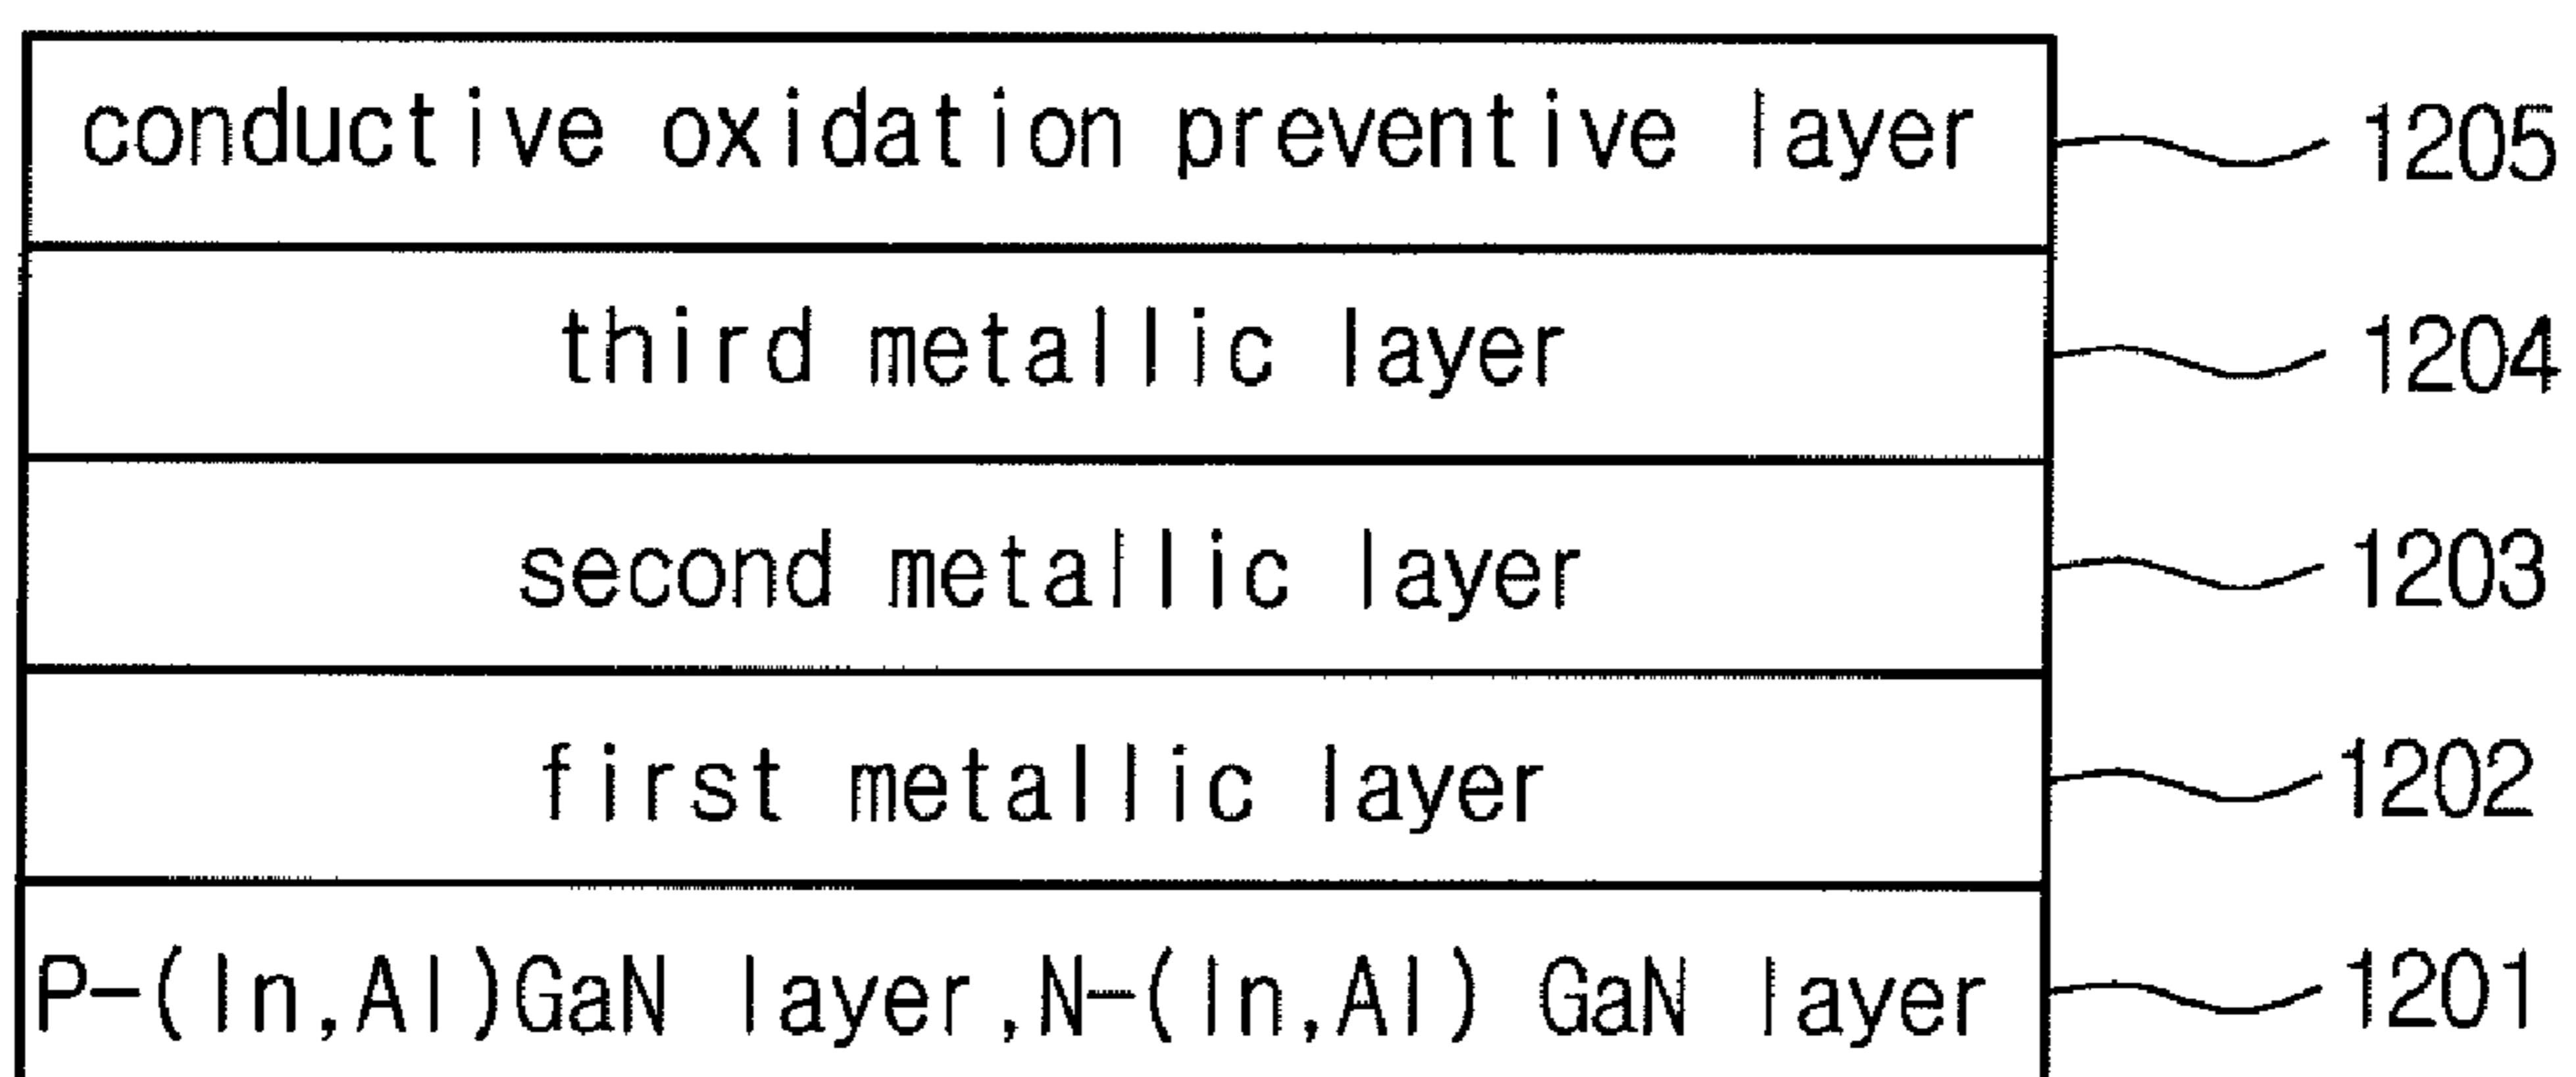 conductive oxidation preventive layer 1205
third metallic layer 1204
second metallic layer 1203
first metallic layer 1202
P-(In,Al)GaN layer,N-(In,Al) GaN layer 1201